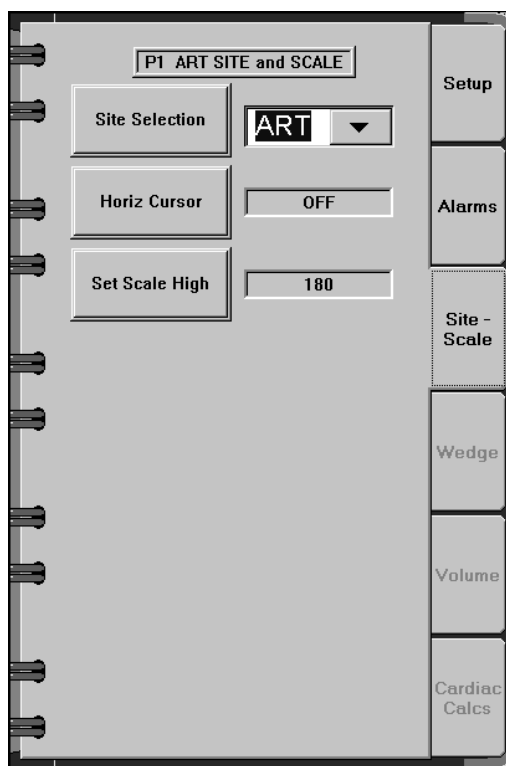 P1 ART SITE and SCALE
Site Selection
ART
Horiz Cursor
OFF
Set Scale High
180
Setup
Alarms
Site -
Scale
Wedge
Volume
Cardiac
Calcs